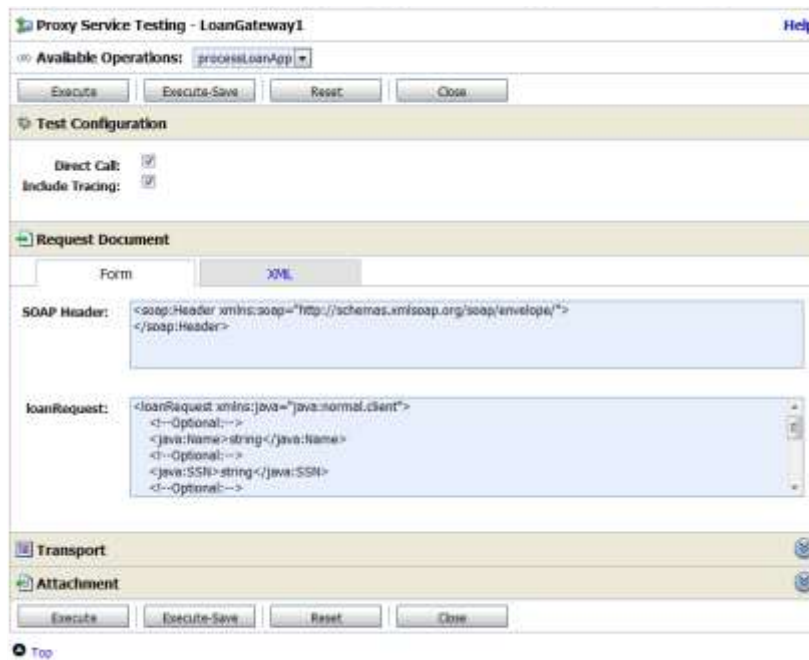 Proxy Service Testing - LoanGateway1
Help
Available Operations: processLoanApp
Execute Execute-Save Reset Close
Test Configuration
Direct Call:
Include Tracing:
Request Document
Form XML
SOAP Header:
<soap:Header xmlns:soap="http://schemas.xmlsoap.org/soap/envelope/">
</soap:Header>
loanRequest:
<loanRequest xmlns:java="java:normal.client">
<!--Optional:-->
<java:Name>string</java:Name>
<!--Optional:-->
<java:SSN>string</java:SSN>
<!--Optional:-->
Transport
Attachment
Execute Execute-Save Reset Close
Top